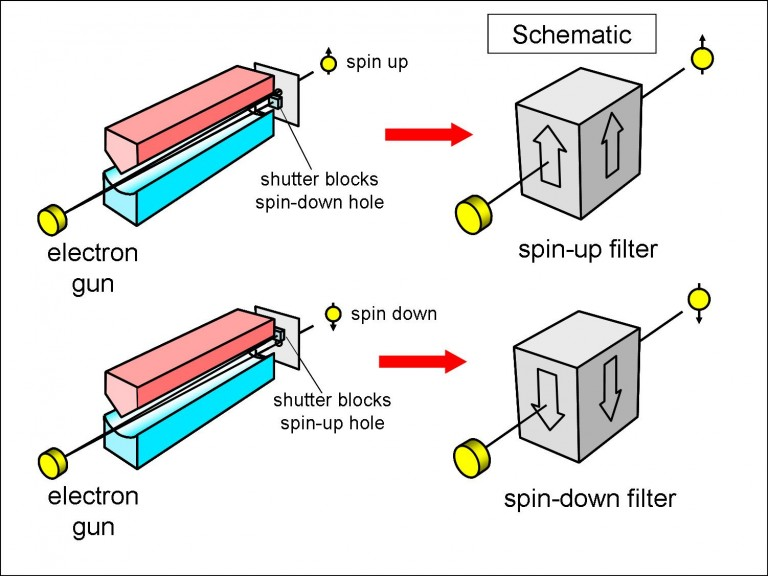 Schematic
spin up
shutter blocks
spin-down hole
electron
gun
spin-up filter
spin down
shutter blocks
spin-up hole
electron
gun
spin-down filter